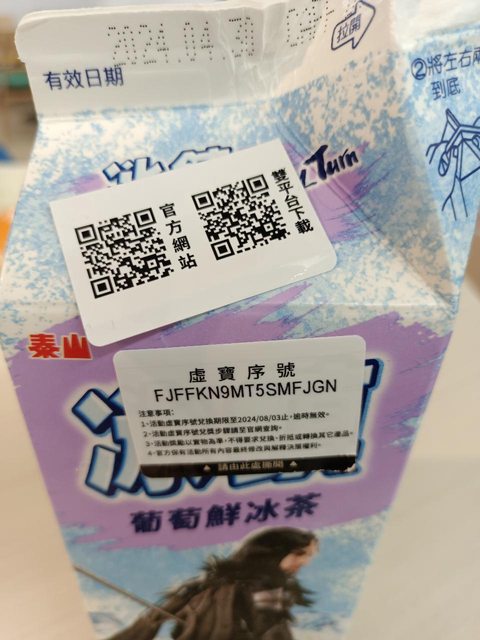 2024.04.
有效日期
拉開
②將左右兩
到底
Turn
官方網站
雙平台下載
泰山
虛寶序號
FJFFKN9MT5SMFJGN
注意事項:
1、活動虛寶序號兌換期限至2024/08/03止,逾時無效。
2、活動虛寶序號兌獎步驟請至官網查詢。
3、活動獎勵以實物為準,不得要求兌換、折抵或轉換其它產品。
4、官方保有活動所有內容最終修改與解釋決策權利。
▲ 請由此處撕開 ▲
葡萄鮮冰茶